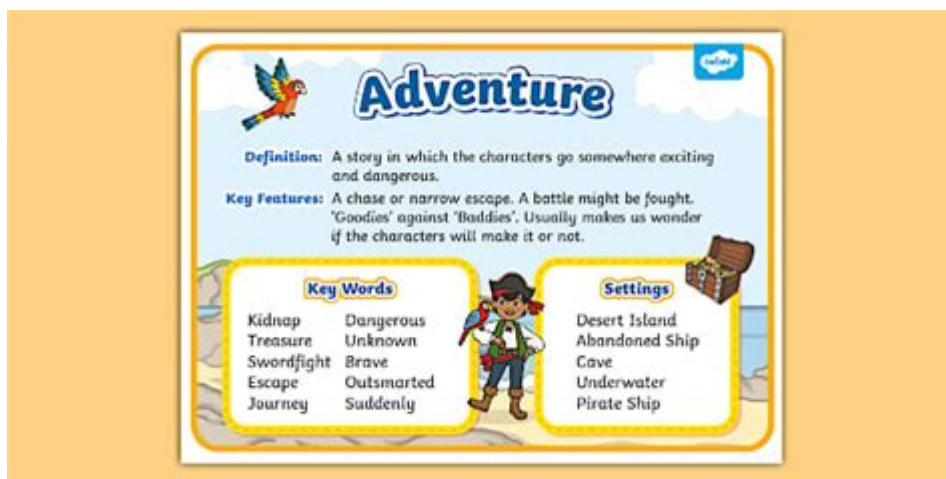 twinkl
Adventure
Definition: A story in which the characters go somewhere exciting
and dangerous.
Key Features: A chase or narrow escape. A battle might be fought.
'Goodies' against 'Baddies'. Usually makes us wonder
if the characters will make it or not.
Key Words
Kidnap Dangerous
Treasure Unknown
Swordfight Brave
Escape Outsmarted
Journey Suddenly
Settings
Desert Island
Abandoned Ship
Cave
Underwater
Pirate Ship